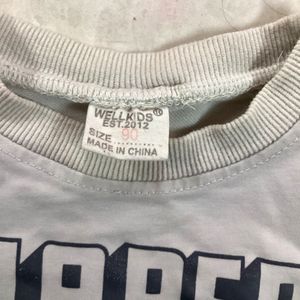 WELLKIDS®
EST.2012
SIZE 90
MADE IN CHINA